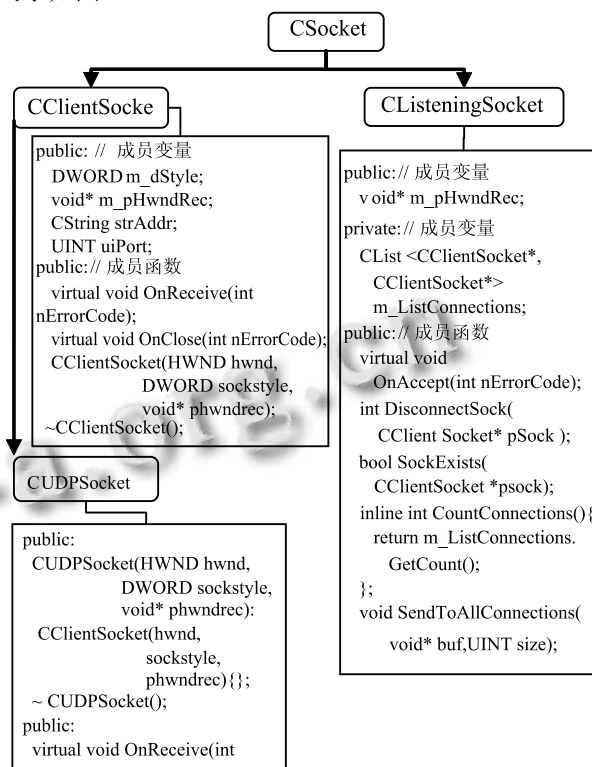 CSocket
CClientSocke
public: // 成员变量
DWORD m_dStyle;
void* m_pHwndRec;
CString strAddr;
UINT uiPort;
public:// 成员函数
virtual void OnReceive(int
nErrorCode);
virtual void OnClose(int nErrorCode);
CClientSocket(HWND hwnd,
DWORD sockstyle,
void* phwndrec);
~CClientSocket();
CUDPSocket
public:
CUDPSocket(HWND hwnd,
DWORD sockstyle,
void* phwndrec):
CClientSocket(hwnd,
sockstyle,
phwndrec){};
~ CUDPSocket();
public:
virtual void OnReceive(int
CListeningSocket
public:// 成员变量
v oid* m_pHwndRec;
private:// 成员变量
CList <CClientSocket*,
CClientSocket*>
m_ListConnections;
public:// 成员函数
virtual void
OnAccept(int nErrorCode);
int DisconnectSock(
CClient Socket* pSock );
bool SockExists(
CClientSocket *psock);
inline int CountConnections(){
return m_ListConnections.
GetCount();
};
void SendToAllConnections(
void* buf,UINT size);